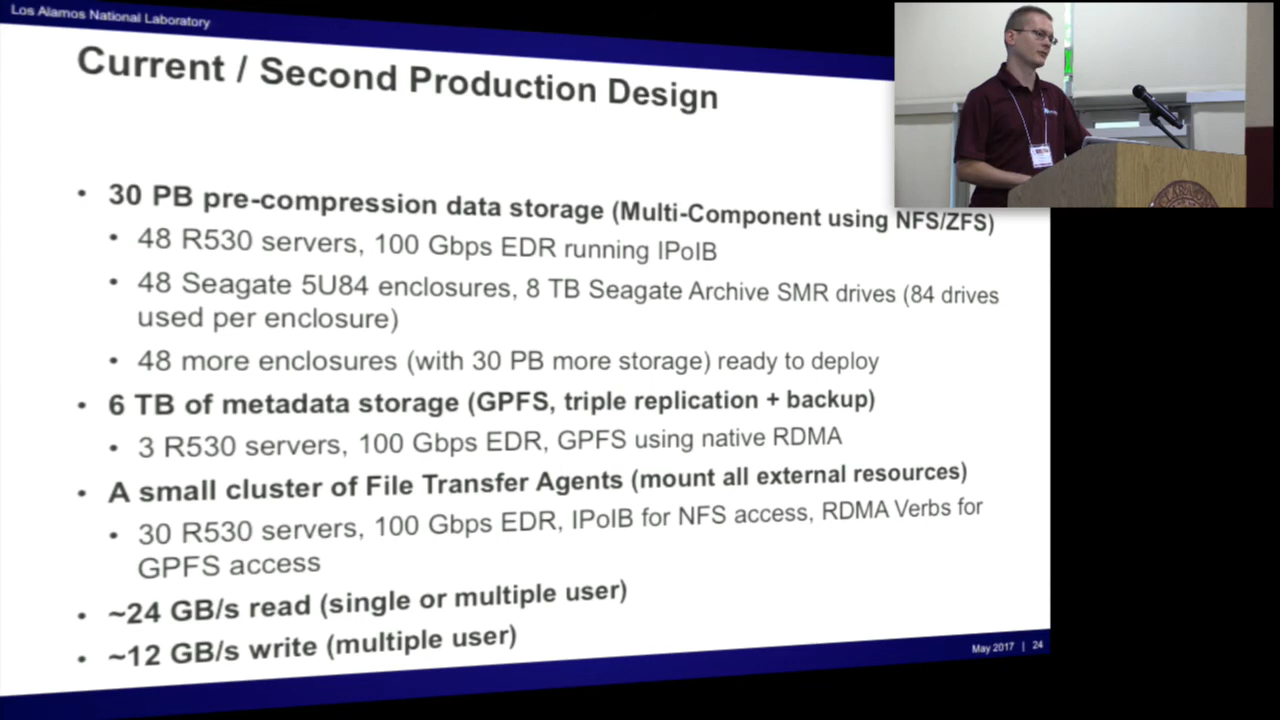 Los Alamos National Laboratory
Current / Second Production Design
• 30 PB pre-compression data storage (Multi-Component using NFS/ZFS)
• 48 R530 servers, 100 Gbps EDR running IPoIB
• 48 Seagate 5U84 enclosures, 8 TB Seagate Archive SMR drives (84 drives
used per enclosure)
• 48 more enclosures (with 30 PB more storage) ready to deploy
• 6 TB of metadata storage (GPFS, triple replication + backup)
• 3 R530 servers, 100 Gbps EDR, GPFS using native RDMA
• A small cluster of File Transfer Agents (mount all external resources)
• 30 R530 servers, 100 Gbps EDR, IPoIB for NFS access, RDMA Verbs for
GPFS access
• ~24 GB/s read (single or multiple user)
• ~12 GB/s write (multiple user)
May 2017 | 24